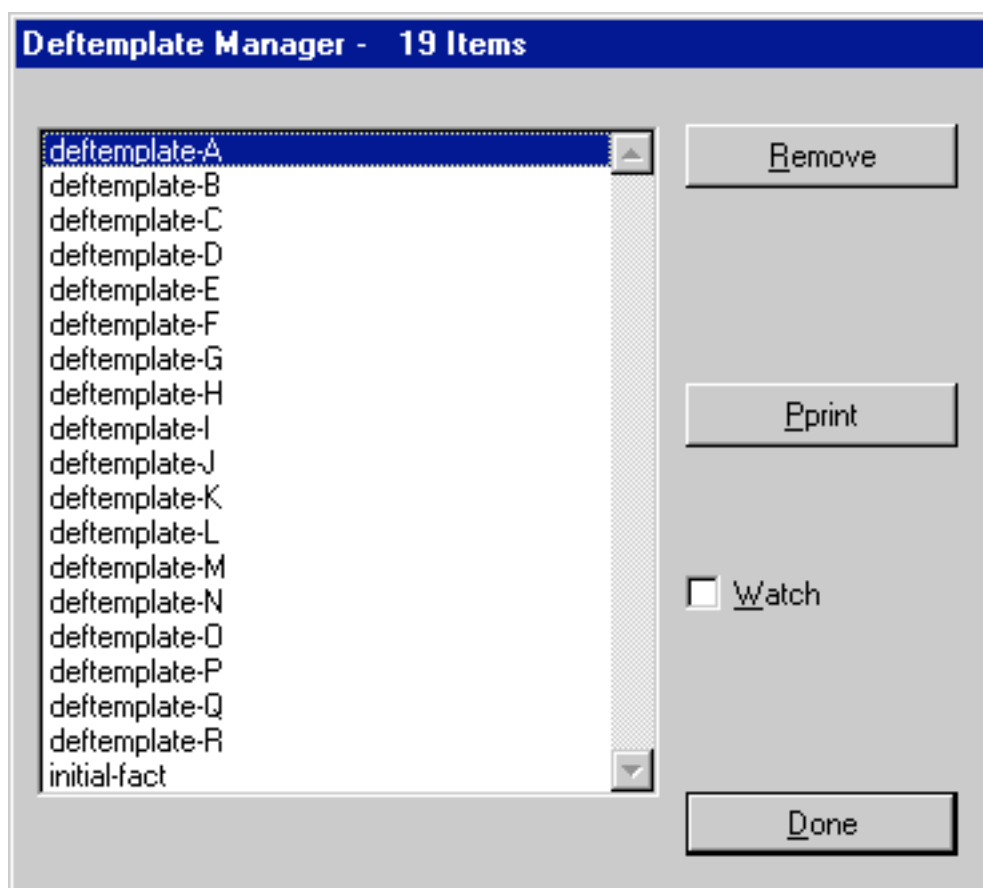 Deftemplate Manager - 19 Items
deftemplate-A
deftemplate-B
deftemplate-C
deftemplate-D
deftemplate-E
deftemplate-F
deftemplate-G
deftemplate-H
deftemplate-I
deftemplate-J
deftemplate-K
deftemplate-L
deftemplate-M
deftemplate-N
deftemplate-O
deftemplate-P
deftemplate-Q
deftemplate-R
initial-fact
Remove
Pprint
Watch
Done